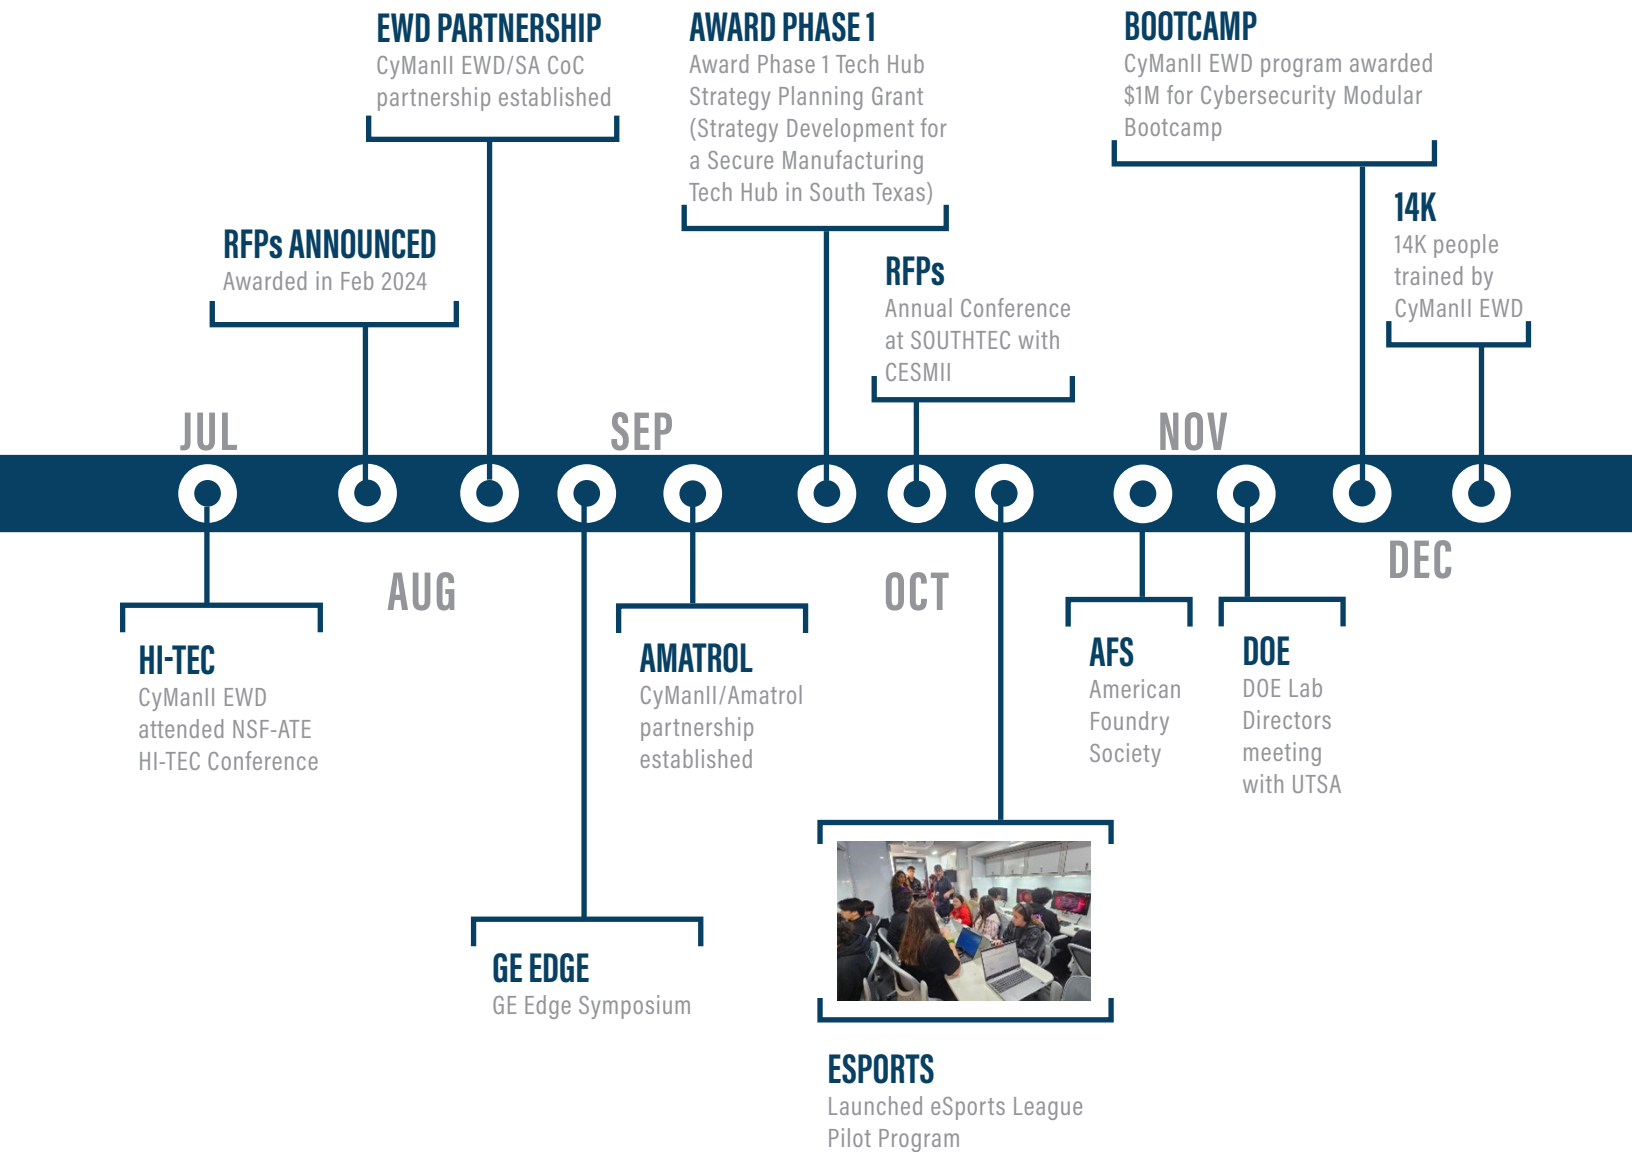 EWD PARTNERSHIP
CyManII EWD/SA CoC
partnership established
AWARD PHASE 1
Award Phase 1 Tech Hub
Strategy Planning Grant
(Strategy Development for
a Secure Manufacturing
Tech Hub in South Texas)
BOOTCAMP
CyManII EWD program awarded
$1M for Cybersecurity Modular
Bootcamp
14K
14K people
trained by
CyManII EWD
RFPs ANNOUNCED
Awarded in Feb 2024
RFPs
Annual Conference
at SOUTHTEC with
CESMII
JUL
SEP
NOV
AUG
OCT
DEC
HI-TEC
CyManII EWD
attended NSF-ATE
HI-TEC Conference
AMATROL
CyManII/Amatrol
partnership
established
AFS
American
Foundry
Society
DOE
DOE Lab
Directors
meeting
with UTSA
GE EDGE
GE Edge Symposium
ESPORTS
Launched eSports League
Pilot Program